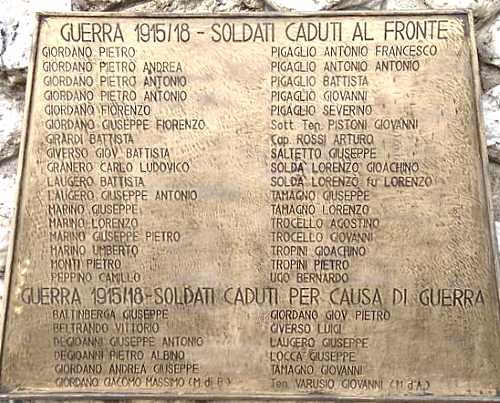 GUERRA 1915/18 - SOLDATI CADUTI AL FRONTE
GIORDANO PIETRO
GIORDANO PIETRO ANDREA
GIORDANO PIETRO ANTONIO
GIORDANO PIETRO ANTONIO
GIORDANO FIORENZO
GIORDANO GIUSEPPE FIORENZO
GIRARDI BATTISTA
GIVERSO GIOV. BATTISTA
GRANERO CARLO LUDOVICO
LAUGERO BATTISTA
LAUGERO GIUSEPPE ANTONIO
MARINO GIUSEPPE
MARINO LORENZO
MARINO GIUSEPPE PIETRO
MARINO UMBERTO
MONTI PIETRO
PEPPINO CAMILLO
PIGAGLIO ANTONIO FRANCESCO
PIGAGLIO ANTONIO ANTONIO
PIGAGLIO BATTISTA
PIGAGLIO GIOVANNI
PIGAGLIO SEVERINO
Sott. Ten. PISTONI GIOVANNI
Cap. ROSSI ARTURO
SALTETTO GIUSEPPE
SOLDA' LORENZO GIOACHINO
SOLDA' LORENZO fu LORENZO
TAMAGNO GIUSEPPE
TAMAGNO LORENZO
TROCELLO AGOSTINO
TROCELLO GIOVANNI
TROPINI GIOACHINO
TROPINI PIETRO
UGO BERNARDO
GUERRA 1915/18-SOLDATI CADUTI PER CAUSA DI GUERRA
BATTINBERGA GIUSEPPE
BELTRANDO VITTORIO
DEGIOANNI GIUSEPPE ANTONIO
DEGIOANNI PIETRO ALBINO
GIORDANO ANDREA GIUSEPPE
GIORDANO GIACOMO MASSIMO (M. di B.)
GIORDANO GIOV. PIETRO
GIVERSO LUIGI
LAUGERO GIUSEPPE
LOCCA GIUSEPPE
TAMAGNO GIOVANNI
Ten. VARUSIO GIOVANNI (M. d'A.)